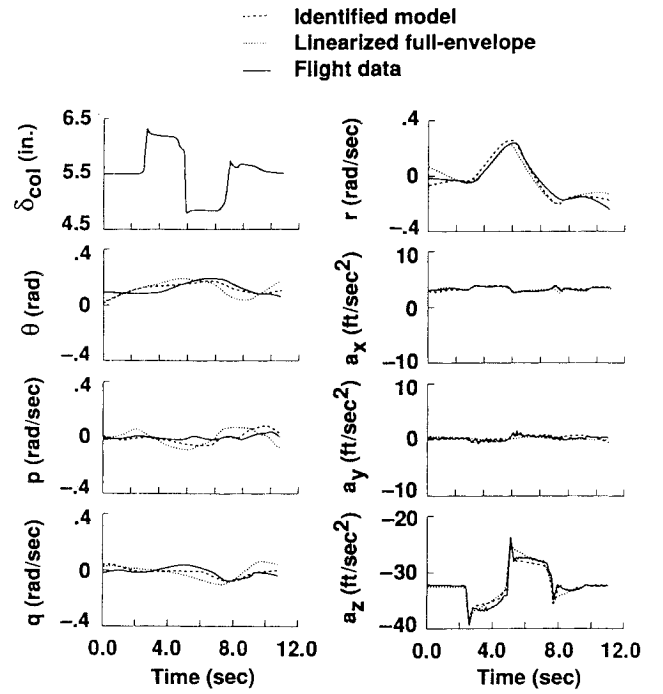 Identified model
Linearized full-envelope
Flight data
δcol (in.)
6.5
5.5
4.5
θ (rad)
.4
0
-.4
p (rad/sec)
.4
0
-.4
q (rad/sec)
.4
0
-.4
0.0 4.0 8.0 12.0
Time (sec)
r (rad/sec)
.4
0
-.4
ax (ft/sec2)
10
0
-10
ay (ft/sec2)
10
0
-10
az (ft/sec2)
-20
-30
-40
0.0 4.0 8.0 12.0
Time (sec)